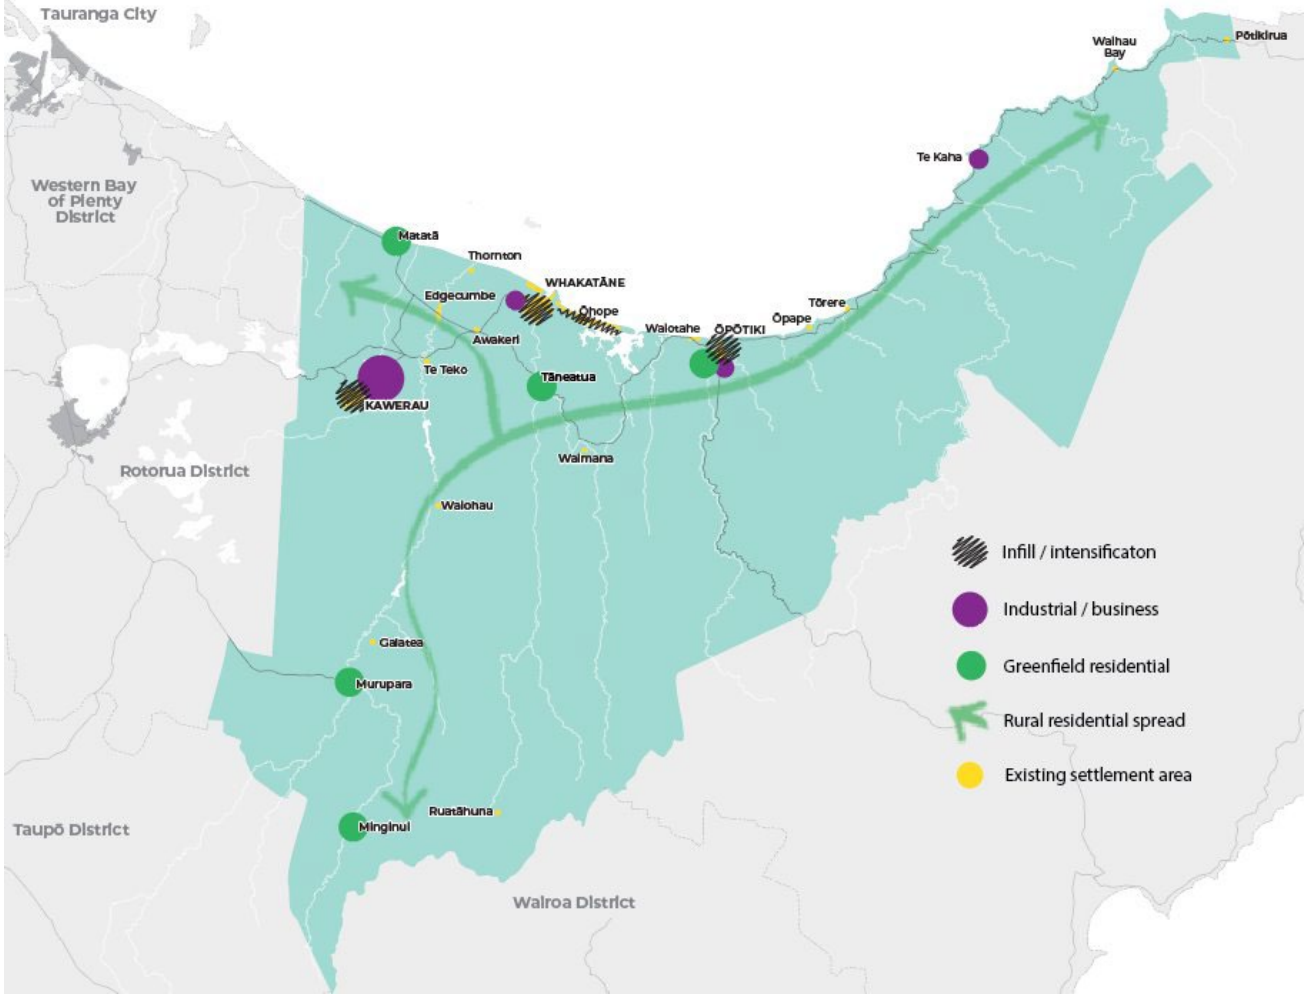 Tauranga City
Pōtikirua
Waihau
Bay
Te Kaha
Western Bay
of Plenty
District
Matatā
Thornton
WHAKATĀNE
Edgecumbe
Ōhope
Tōrere
Ōpape
Waiotahe
ŌPŌTIKI
Awakeri
Te Teko
Tāneatua
KAWERAU
Waimana
Rotorua District
Waiohau
Infill / intensificaton
Industrial / business
Galatea
Greenfield residential
Murupara
Rural residential spread
Existing settlement area
Ruatāhuna
Minginui
Taupō District
Wairoa District